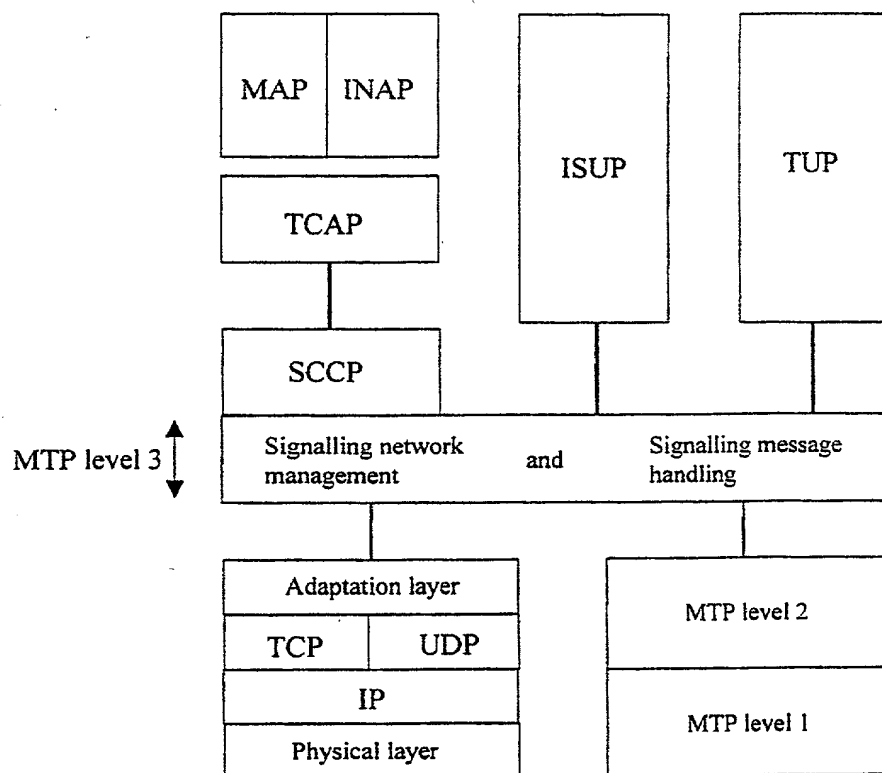 MAP INAP
ISUP
TUP
TCAP
SCCP
MTP level 3
Signalling network
management
and
Signalling message
handling
Adaptation layer
TCP UDP
IP
Physical layer
MTP level 2
MTP level 1